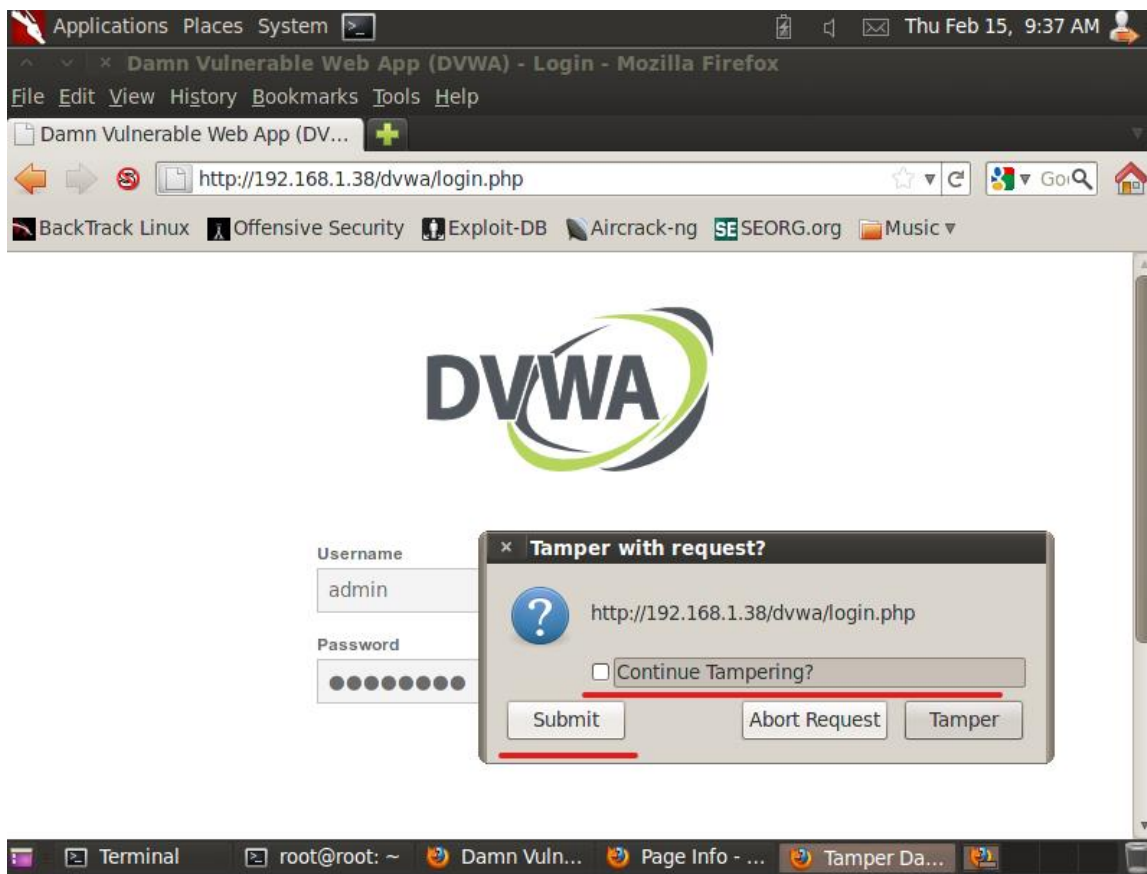 Applications Places System Thu Feb 15, 9:37 AM
Damn Vulnerable Web App (DVWA) - Login - Mozilla Firefox
File Edit View History Bookmarks Tools Help
Damn Vulnerable Web App (DV...
http://192.168.1.38/dvwa/login.php
BackTrack Linux Offensive Security Exploit-DB Aircrack-ng SE SEORG.org Music
DVWA
Username
admin
Password
Tamper with request?
http://192.168.1.38/dvwa/login.php
Continue Tampering?
Submit Abort Request Tamper
Terminal root@root: ~ Damn Vuln... Page Info - ... Tamper Da...